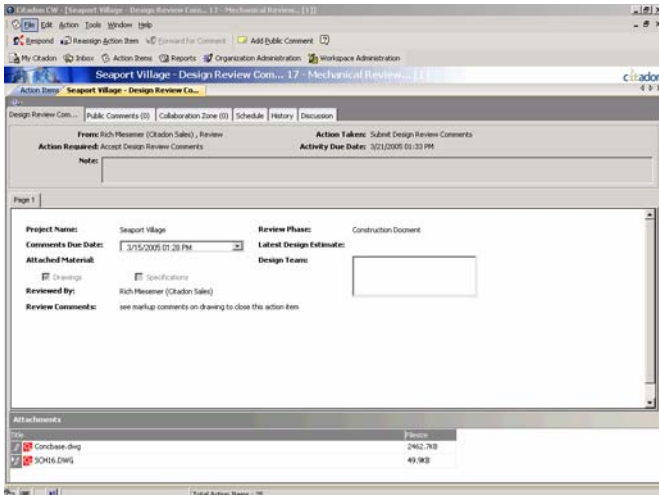 Citadon CW - [Seaport Village - Design Review Com... 17 - Mechanical Review... [1]]
File Edit Action Tools Window Help
Respond Reassign Action Item Forward for Comment Add Public Comment
My Citadon Inbox Action Items Reports Organization Administration Workspace Administration
Seaport Village - Design Review Com... 17 - Mechanical Review... [1]
citadon
Action Items Seaport Village - Design Review Co...
Design Review Com... Public Comments (0) Collaboration Zone (0) Schedule History Discussion
From: Rich Miesemer (Citadon Sales) , Review Action Taken: Submit Design Review Comments
Action Required: Accept Design Review Comments Activity Due Date: 3/21/2005 01:33 PM
Note:
Page 1
Project Name: Seaport Village Review Phase: Construction Docment
Comments Due Date: 3/15/2005 01:28 PM Latest Design Estimate:
Attached Material: Design Team:
Drawings Specifications
Reviewed By: Rich Miesemer (Citadon Sales)
Review Comments: see markup comments on drawing to close this action item
Attachments
Title Filesize
Concbase.dwg 2462.7KB
SCH16.DWG 49.9KB
Total Action Items : 25